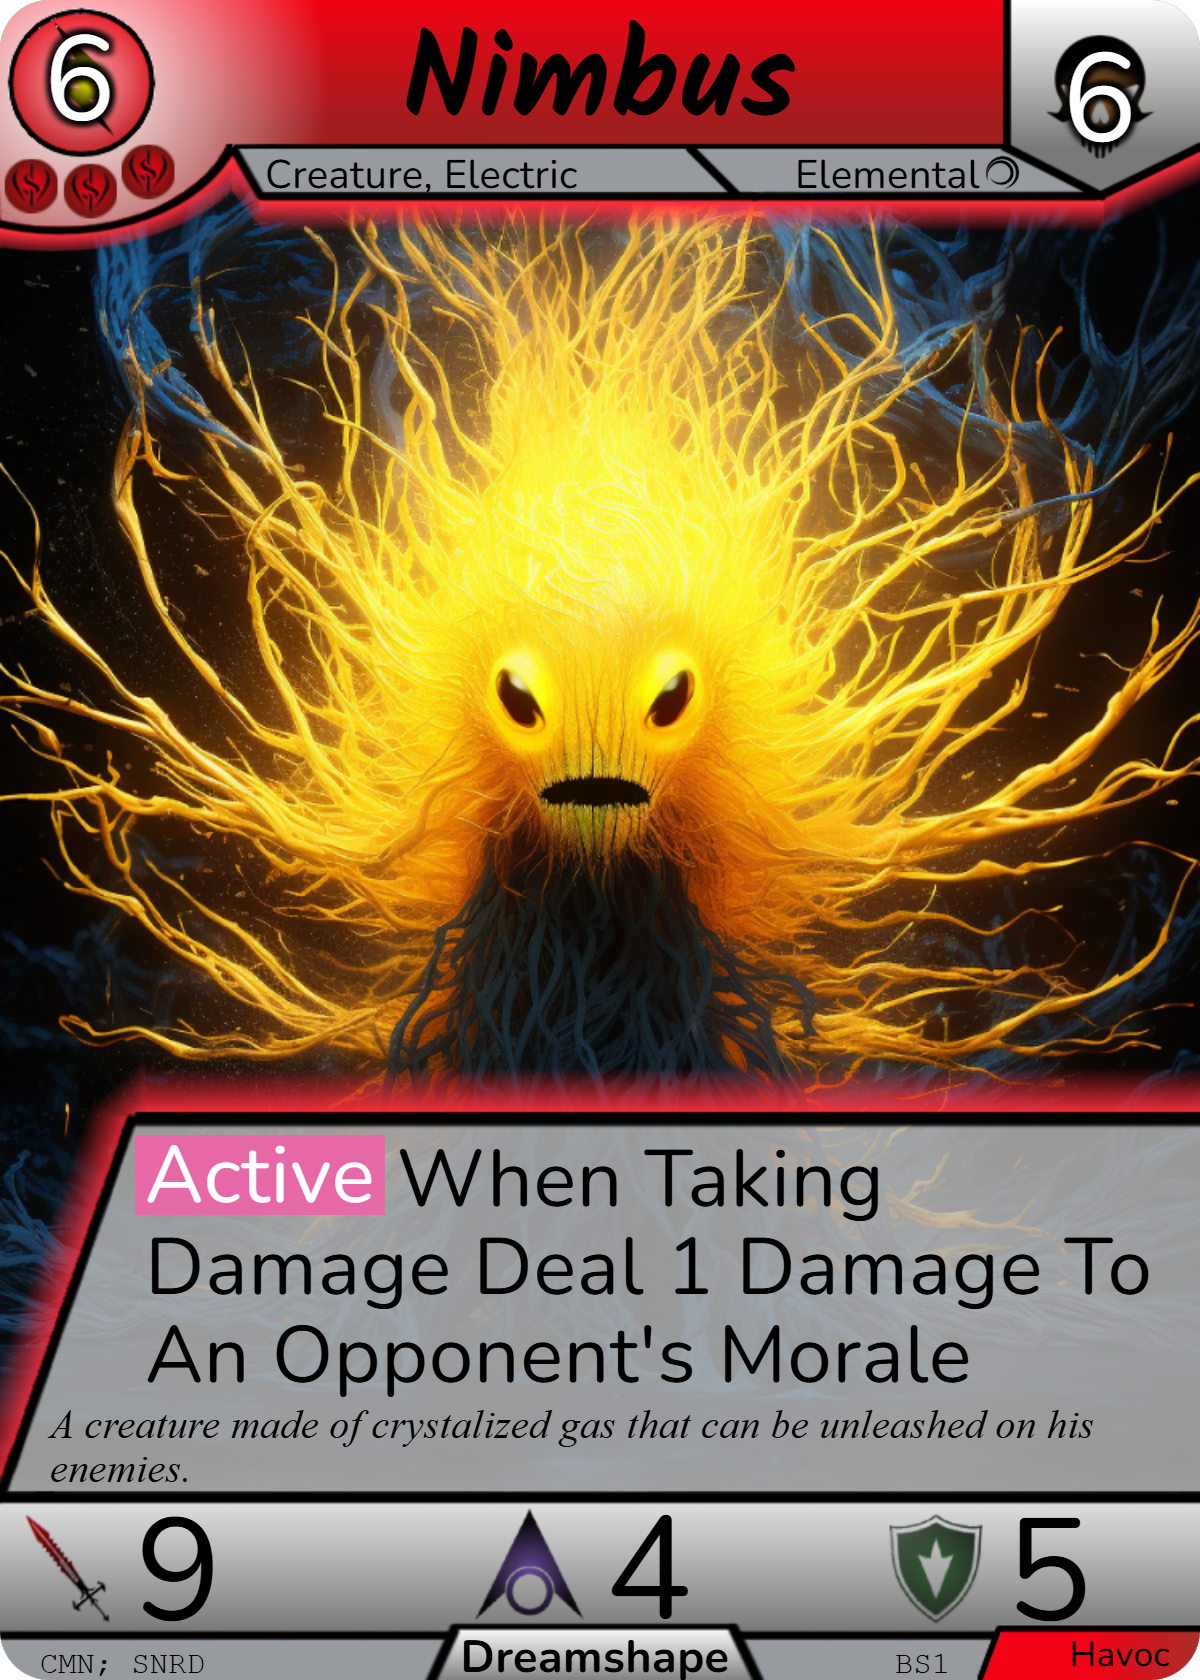 6
Nimbus
6
Creature, Electric
Elemental
Active When Taking
Damage Deal 1 Damage To
An Opponent's Morale
A creature made of crystalized gas that can be unleashed on his
enemies.
9
4
5
CMN; SNRD
Dreamshape
BS1
Havoc